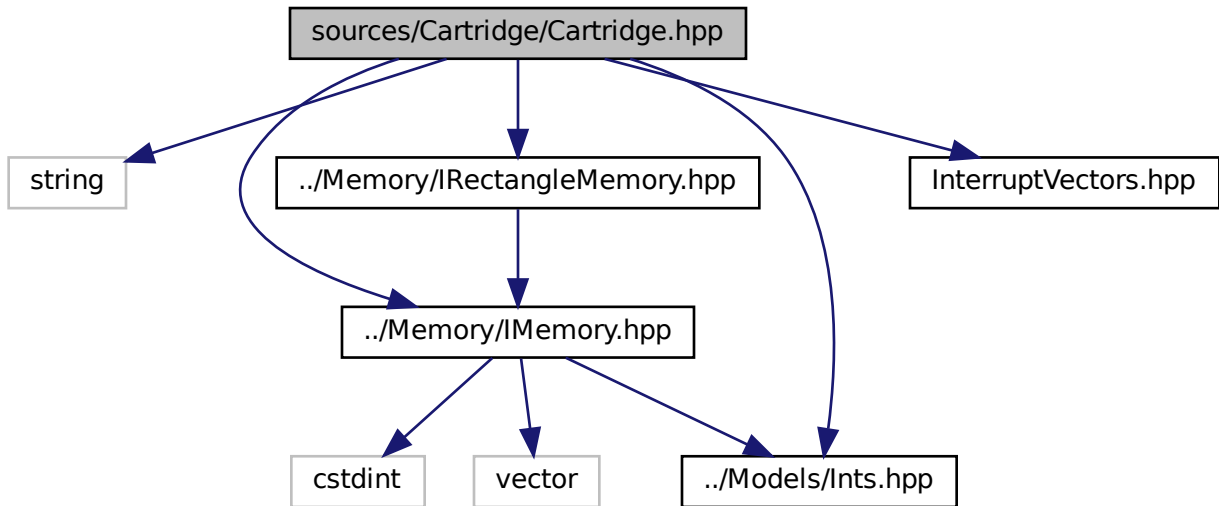 sources/Cartridge/Cartridge.hpp
string
../Memory/IRectangleMemory.hpp
InterruptVectors.hpp
../Memory/IMemory.hpp
cstdint
vector
../Models/Ints.hpp